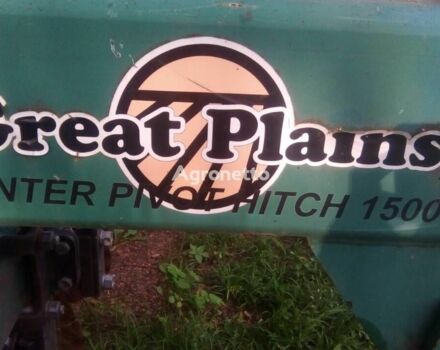 Great Plains
Agronetto
NTER PIVOT HITCH 1500